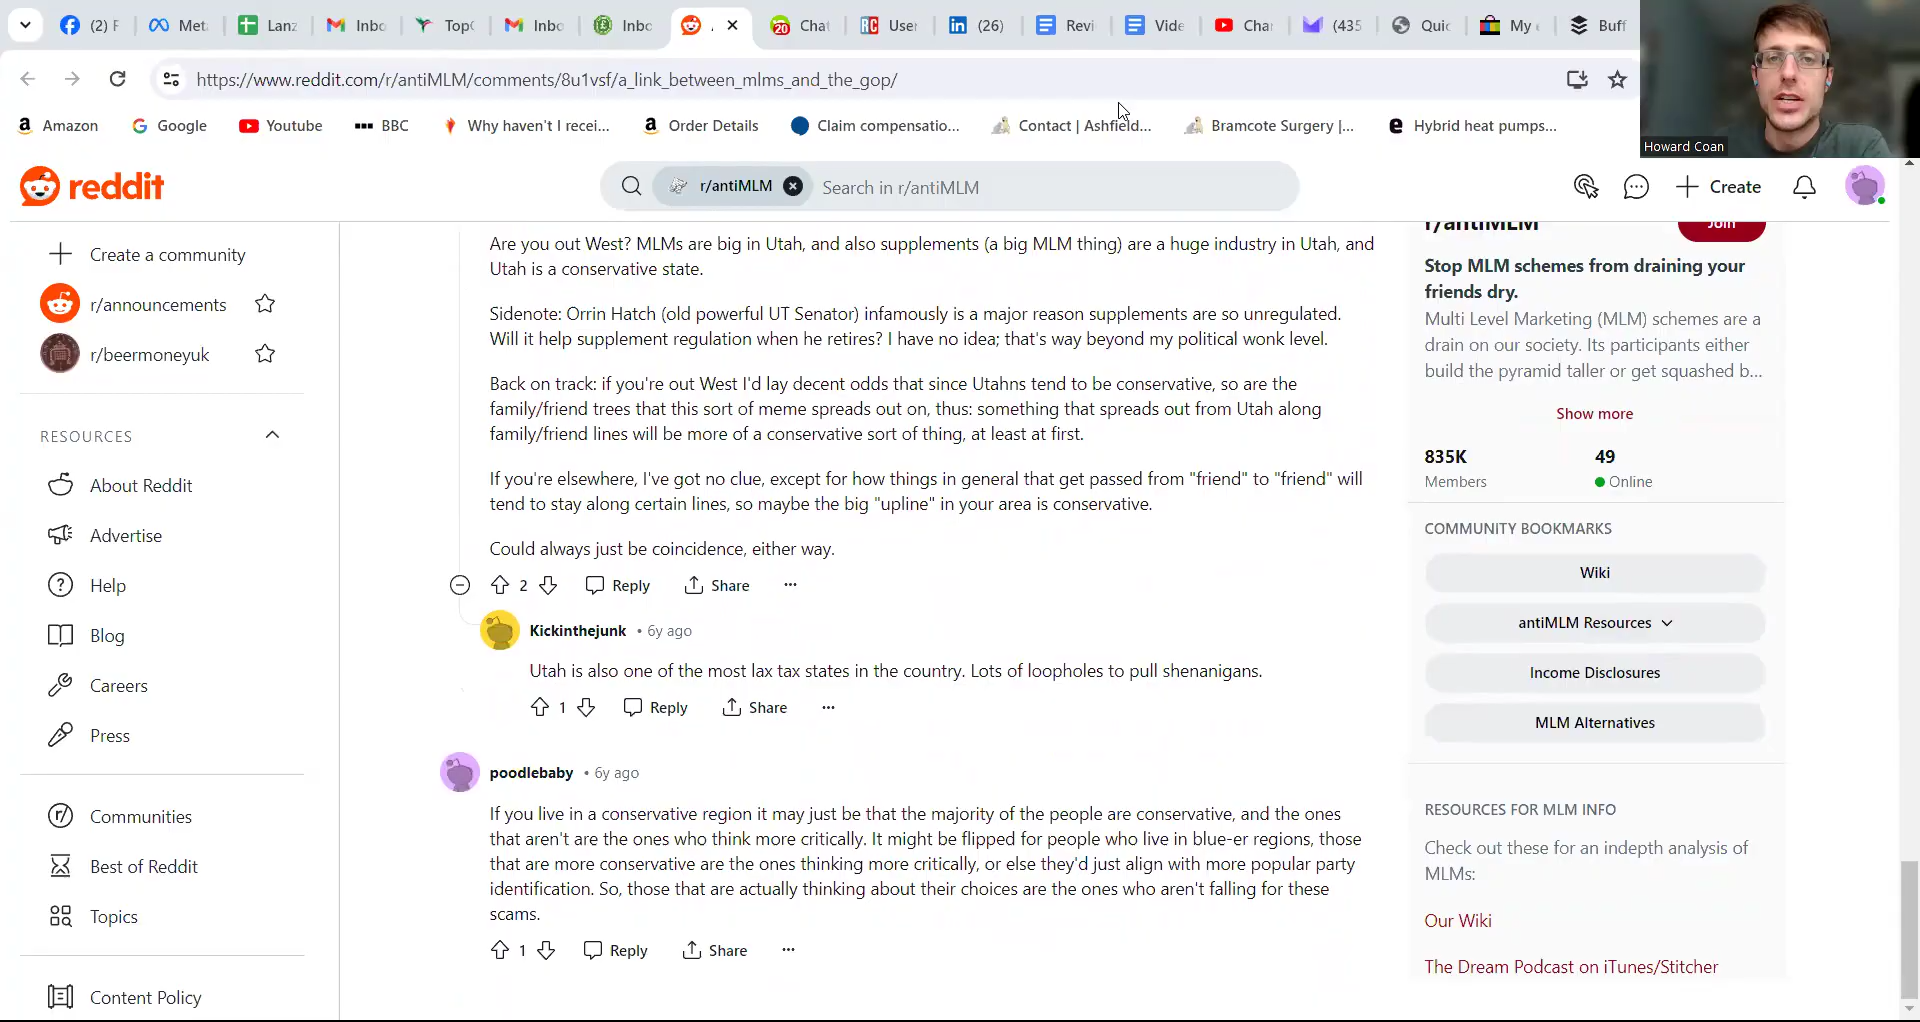 (2) F
Meta
Lanz
Inbo
TopC
Inbo
Inbo
Chat
20
RC
User
(26)
Revi
Vide
Chai
(435
Quic
My
Buff
https://www.reddit.com/r/antiMLM/comments/8u1vsf/a_link_between_mlms_and_the_gop/
Amazon
Google
YouTube
BBC
Why haven't I recei...
Order Details
Claim compensatio...
Contact | Ashfield...
Bramcote Surgery |...
Hybrid heat pumps...
Howard Coan
reddit
r/antiMLM
Search in r/antiMLM
Create
Create a community
r/announcements
r/beermoneyuk
RESOURCES
About Reddit
Advertise
Help
Blog
Careers
Press
Communities
Best of Reddit
Topics
Content Policy
Are you out West? MLMs are big in Utah, and also supplements (a big MLM thing) are a huge industry in Utah, and
Utah is a conservative state.
Sidenote: Orrin Hatch (old powerful UT Senator) infamously is a major reason supplements are so unregulated.
Will it help supplement regulation when he retires? I have no idea; that's way beyond my political wonk level.
Back on track: if you're out West I'd lay decent odds that since Utahns tend to be conservative, so are the
family/friend trees that this sort of meme spreads out on, thus: something that spreads out from Utah along
family/friend lines will be more of a conservative sort of thing, at least at first.
If you're elsewhere, I've got no clue, except for how things in general that get passed from "friend" to "friend" will
tend to stay along certain lines, so maybe the big "upline" in your area is conservative.
Could always just be coincidence, either way.
2 Reply Share
Kickinthejunk • 6y ago
Utah is also one of the most lax tax states in the country. Lots of loopholes to pull shenanigans.
1 Reply Share
poodlebaby • 6y ago
If you live in a conservative region it may just be that the majority of the people are conservative, and the ones
that aren't are the ones who think more critically. It might be flipped for people who live in blue-er regions, those
that are more conservative are the ones thinking more critically, or else they'd just align with more popular party
identification. So, those that are actually thinking about their choices are the ones who aren't falling for these
scams.
1 Reply Share
r/antiMLM
Join
Stop MLM schemes from draining your
friends dry.
Multi Level Marketing (MLM) schemes are a
drain on our society. Its participants either
build the pyramid taller or get squashed b...
Show more
835K
Members
49
Online
COMMUNITY BOOKMARKS
Wiki
antiMLM Resources
Income Disclosures
MLM Alternatives
RESOURCES FOR MLM INFO
Check out these for an indepth analysis of
MLMs:
Our Wiki
The Dream Podcast on iTunes/Stitcher